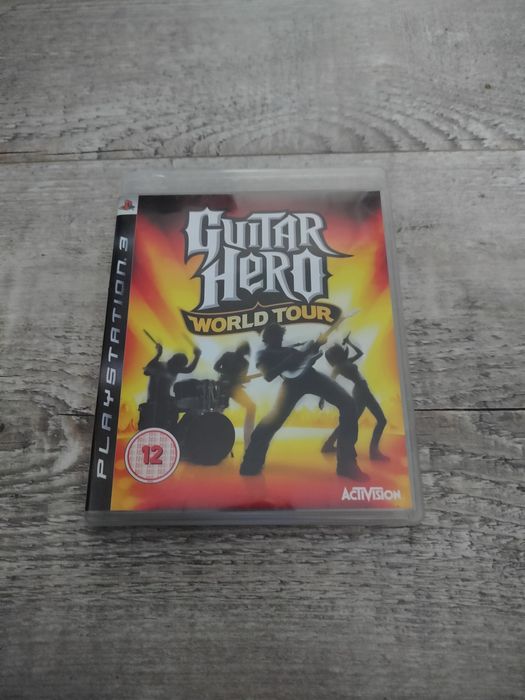 PLAYSTATION 3
GUITAR
HERO
WORLD TOUR
12
ACTIVISION